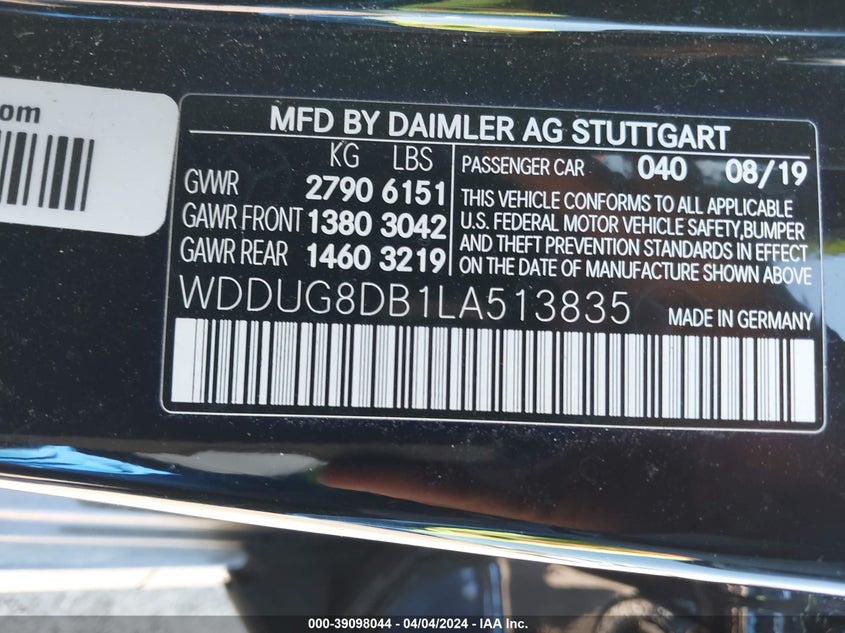 .com
MFD BY DAIMLER AG STUTTGART
KG LBS
GVWR 2790 6151
GAWR FRONT 1380 3042
GAWR REAR 1460 3219
PASSENGER CAR 040 08/19
THIS VEHICLE CONFORMS TO ALL APPLICABLE
U.S. FEDERAL MOTOR VEHICLE SAFETY,BUMPER
AND THEFT PREVENTION STANDARDS IN EFFECT
ON THE DATE OF MANUFACTURE SHOWN ABOVE
WDDUG8DB1LA513835
MADE IN GERMANY
000-39098044 / 04/04/2024 - IAA Inc.